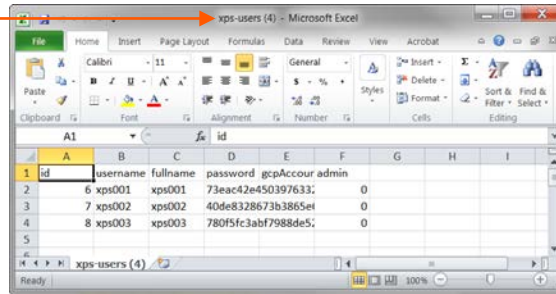 xps-users (4) - Microsoft Excel
File Home Insert Page Layout Formulas Data Review View Acrobat
Calibri 11 General Insert Σ
Paste B I U A A $ % , Styles Delete Sort & Find &
A Format Filter Select
Clipboard Font Alignment Number Cells Editing
A1 fx id
A B C D E F G H I
1 id username fullname password gcpAccour admin
2 6 xps001 xps001 73eac42e450397633 0
3 7 xps002 xps002 40de8328673b3865e 0
4 8 xps003 xps003 780f5fc3abf7988de5 0
5
6
xps-users (4)
Ready 100%